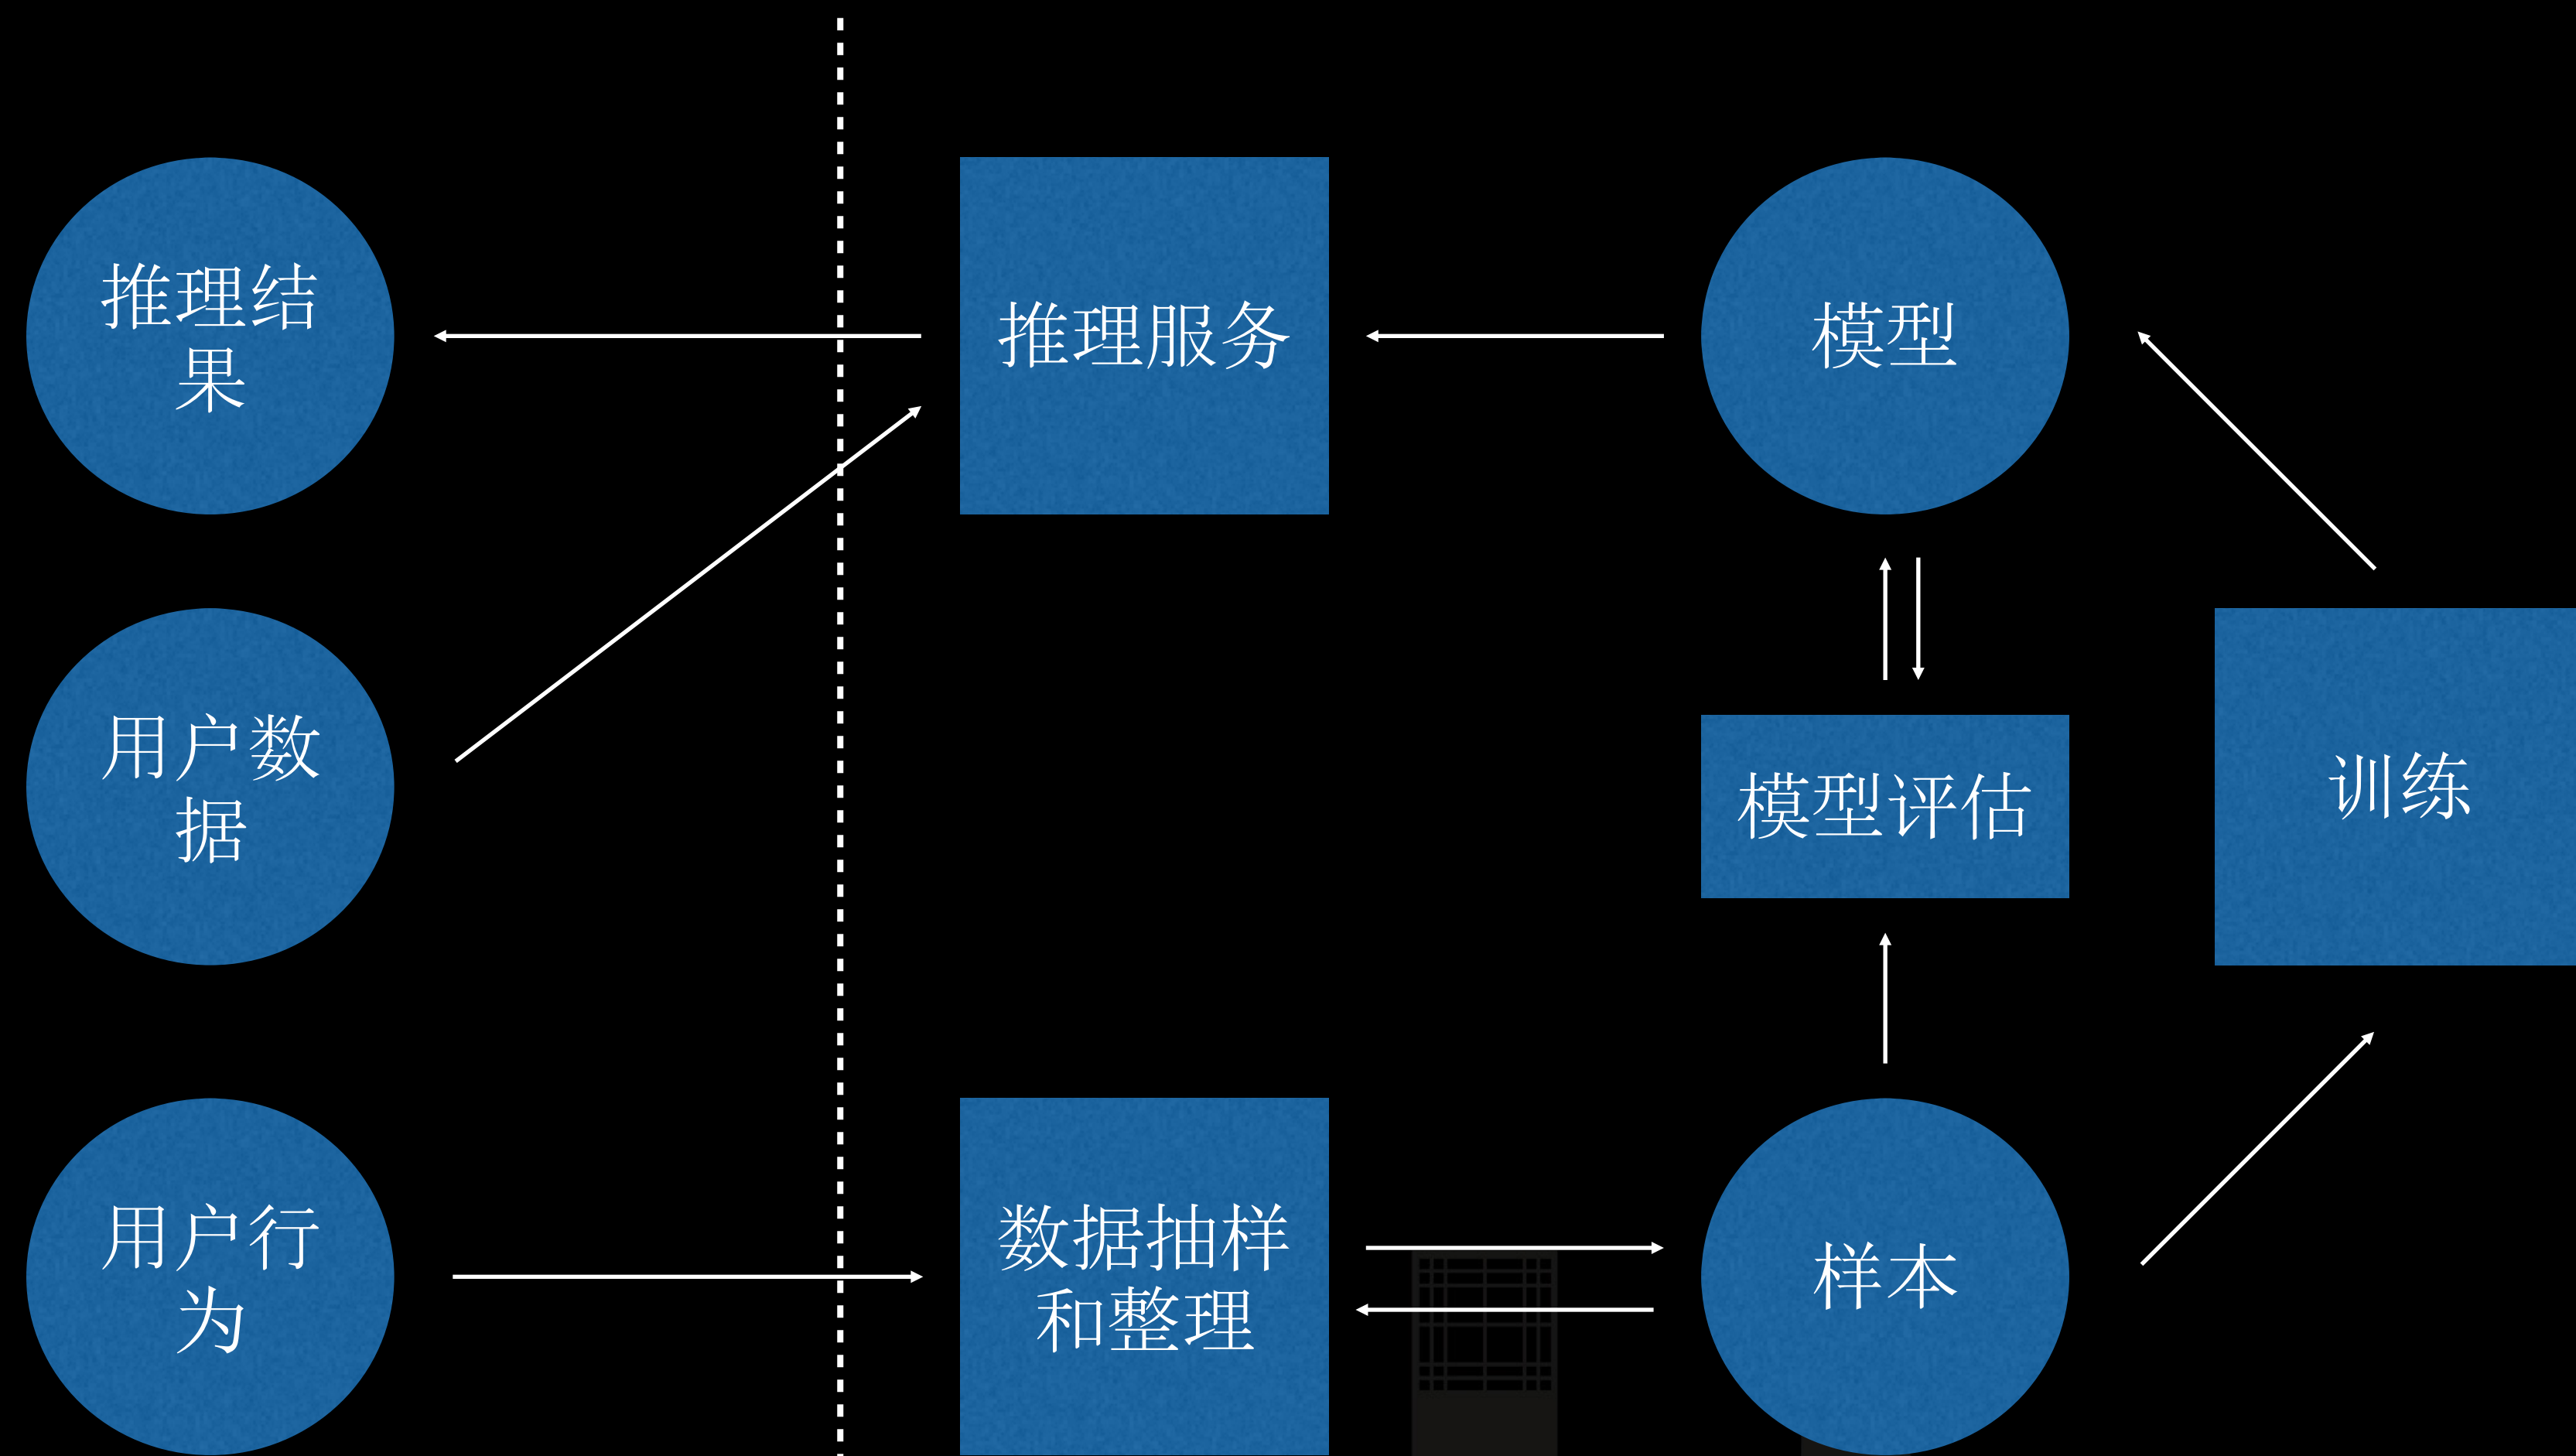 推理结
果
推理服务
模型
用户数
据
模型评估
训练
用户行
为
数据抽样
和整理
样本